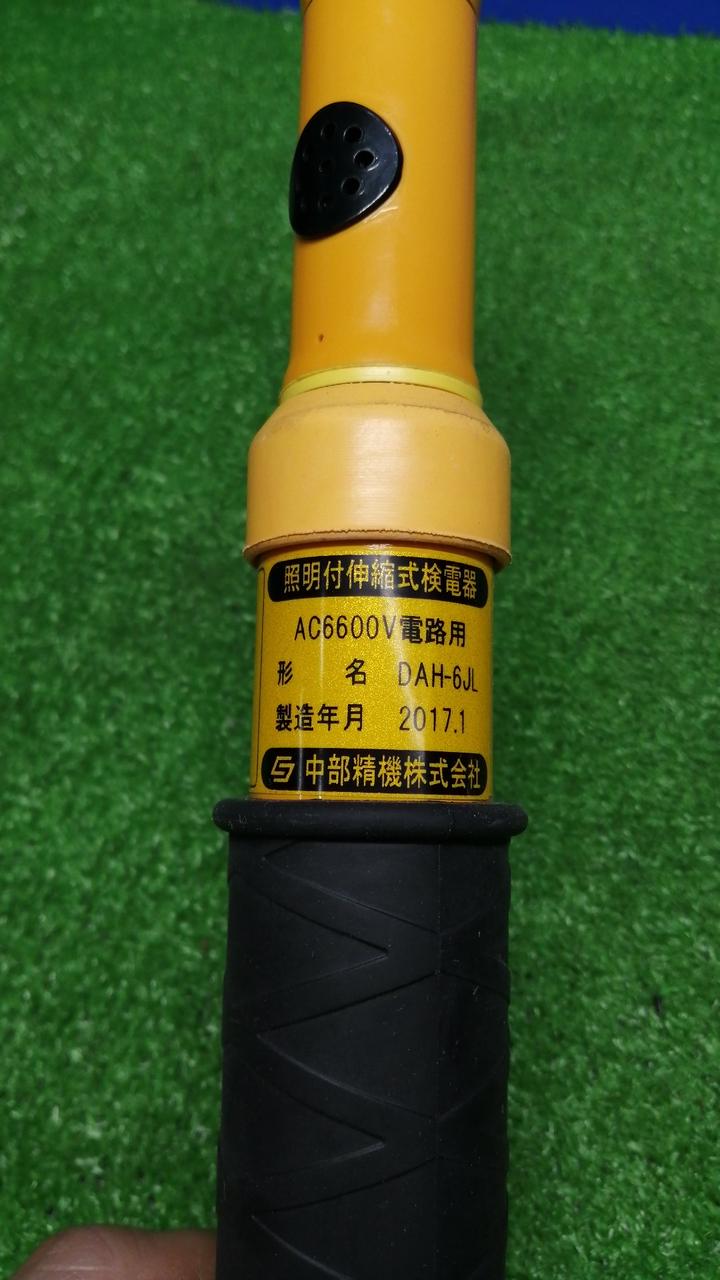 照明付伸縮式検電器
AC6600V電路用
形 名 DAH-6JL
製造年月 2017.1
中部精機株式会社